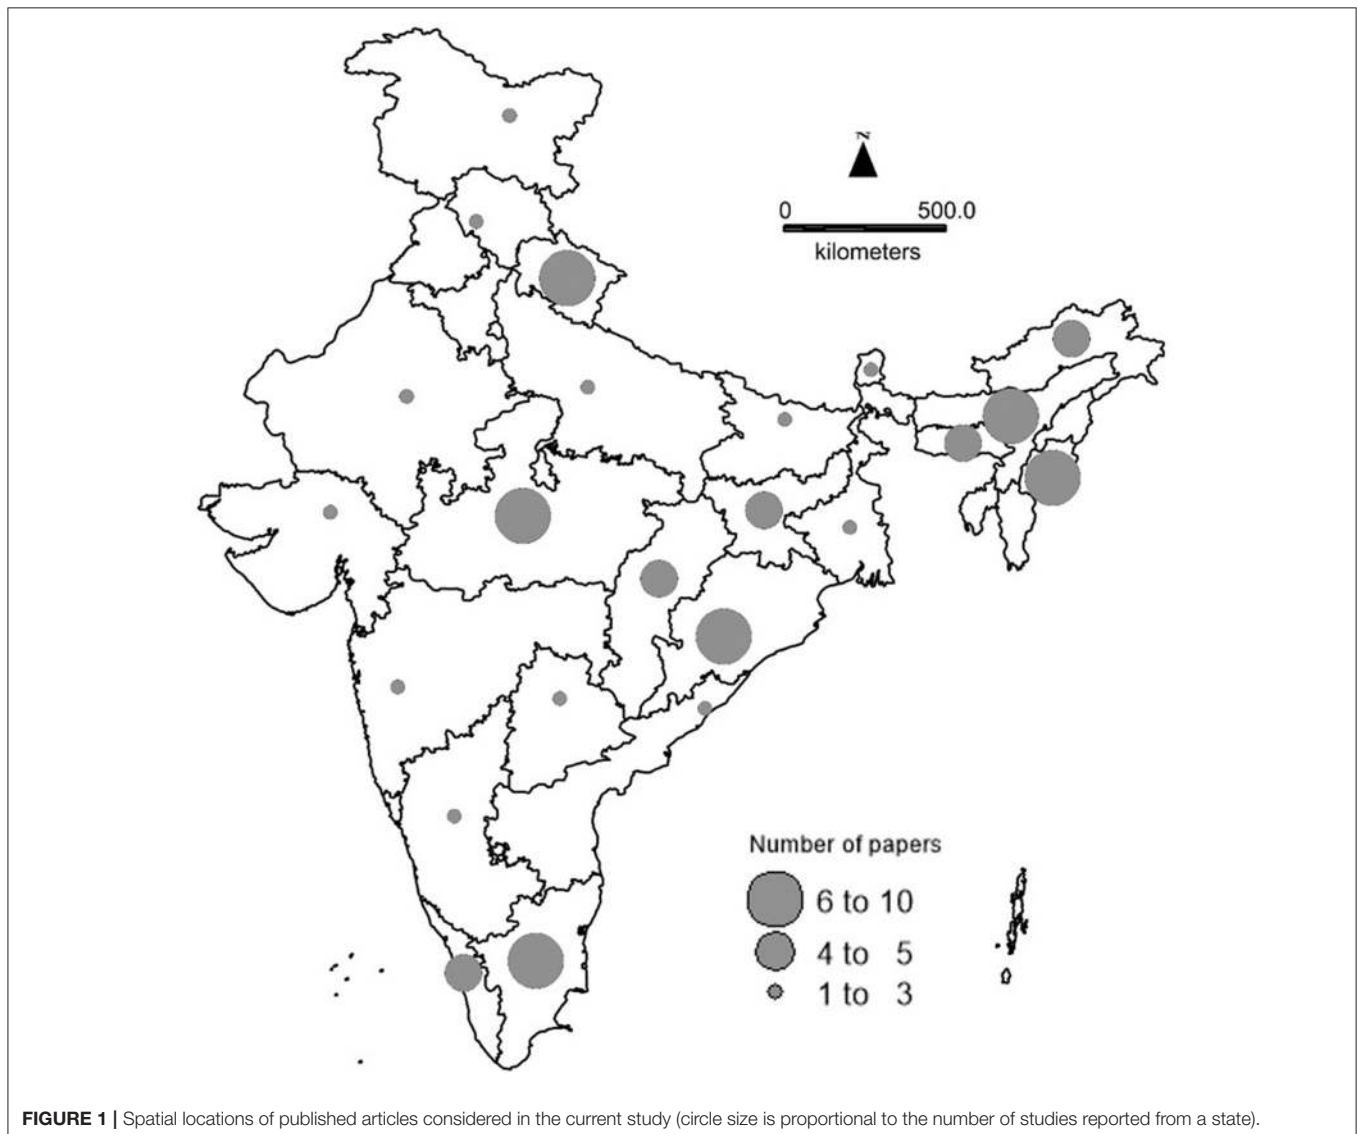 N
0 500.0
kilometers
Number of papers
6 to 10
4 to 5
1 to 3
FIGURE 1 | Spatial locations of published articles considered in the current study (circle size is proportional to the number of studies reported from a state).